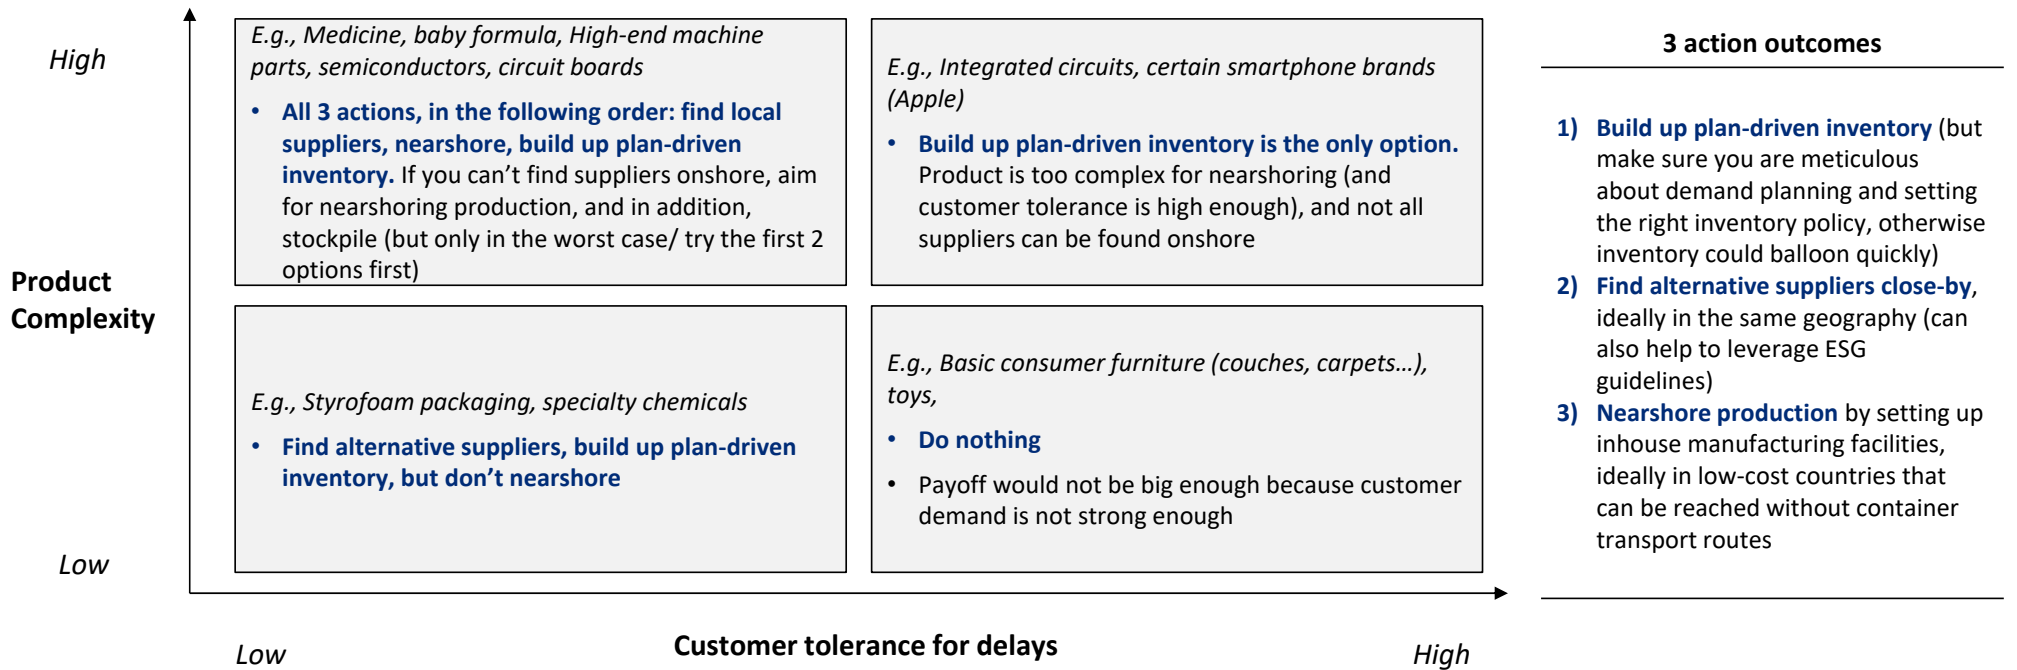 High
E.g., Medicine, baby formula, High-end machine
parts, semiconductors, circuit boards
• All 3 actions, in the following order: find local
suppliers, nearshore, build up plan-driven
inventory. If you can’t find suppliers onshore, aim
for nearshoring production, and in addition,
stockpile (but only in the worst case/ try the first 2
options first)
E.g., Integrated circuits, certain smartphone brands
(Apple)
• Build up plan-driven inventory is the only option.
Product is too complex for nearshoring (and
customer tolerance is high enough), and not all
suppliers can be found onshore
Product
Complexity
E.g., Styrofoam packaging, specialty chemicals
• Find alternative suppliers, build up plan-driven
inventory, but don’t nearshore
E.g., Basic consumer furniture (couches, carpets…),
toys,
• Do nothing
• Payoff would not be big enough because customer
demand is not strong enough
Low
Low
Customer tolerance for delays
High
3 action outcomes
1) Build up plan-driven inventory (but
make sure you are meticulous
about demand planning and setting
the right inventory policy, otherwise
inventory could balloon quickly)
2) Find alternative suppliers close-by,
ideally in the same geography (can
also help to leverage ESG
guidelines)
3) Nearshore production by setting up
inhouse manufacturing facilities,
ideally in low-cost countries that
can be reached without container
transport routes